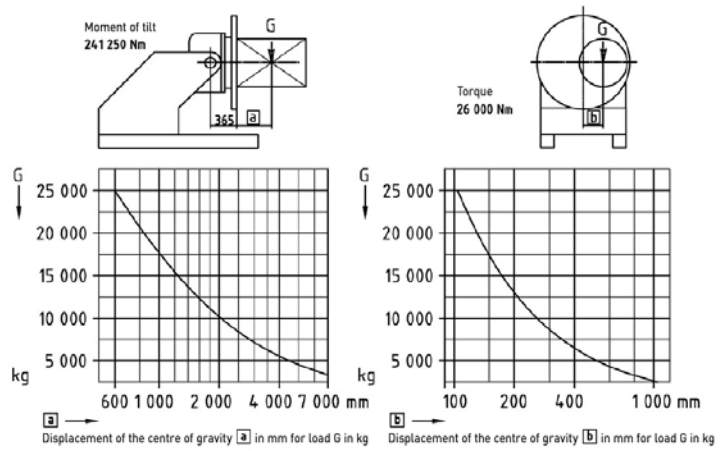 Moment of tilt
241 250 Nm
G
365 a
G
Torque
26 000 Nm
b
G
25 000
20 000
15 000
10 000
5 000
kg
600 1 000 2 000 4 000 7 000 mm
a
Displacement of the centre of gravity a in mm for load G in kg
G
25 000
20 000
15 000
10 000
5 000
kg
100 200 400 1 000 mm
b
Displacement of the centre of gravity b in mm for load G in kg